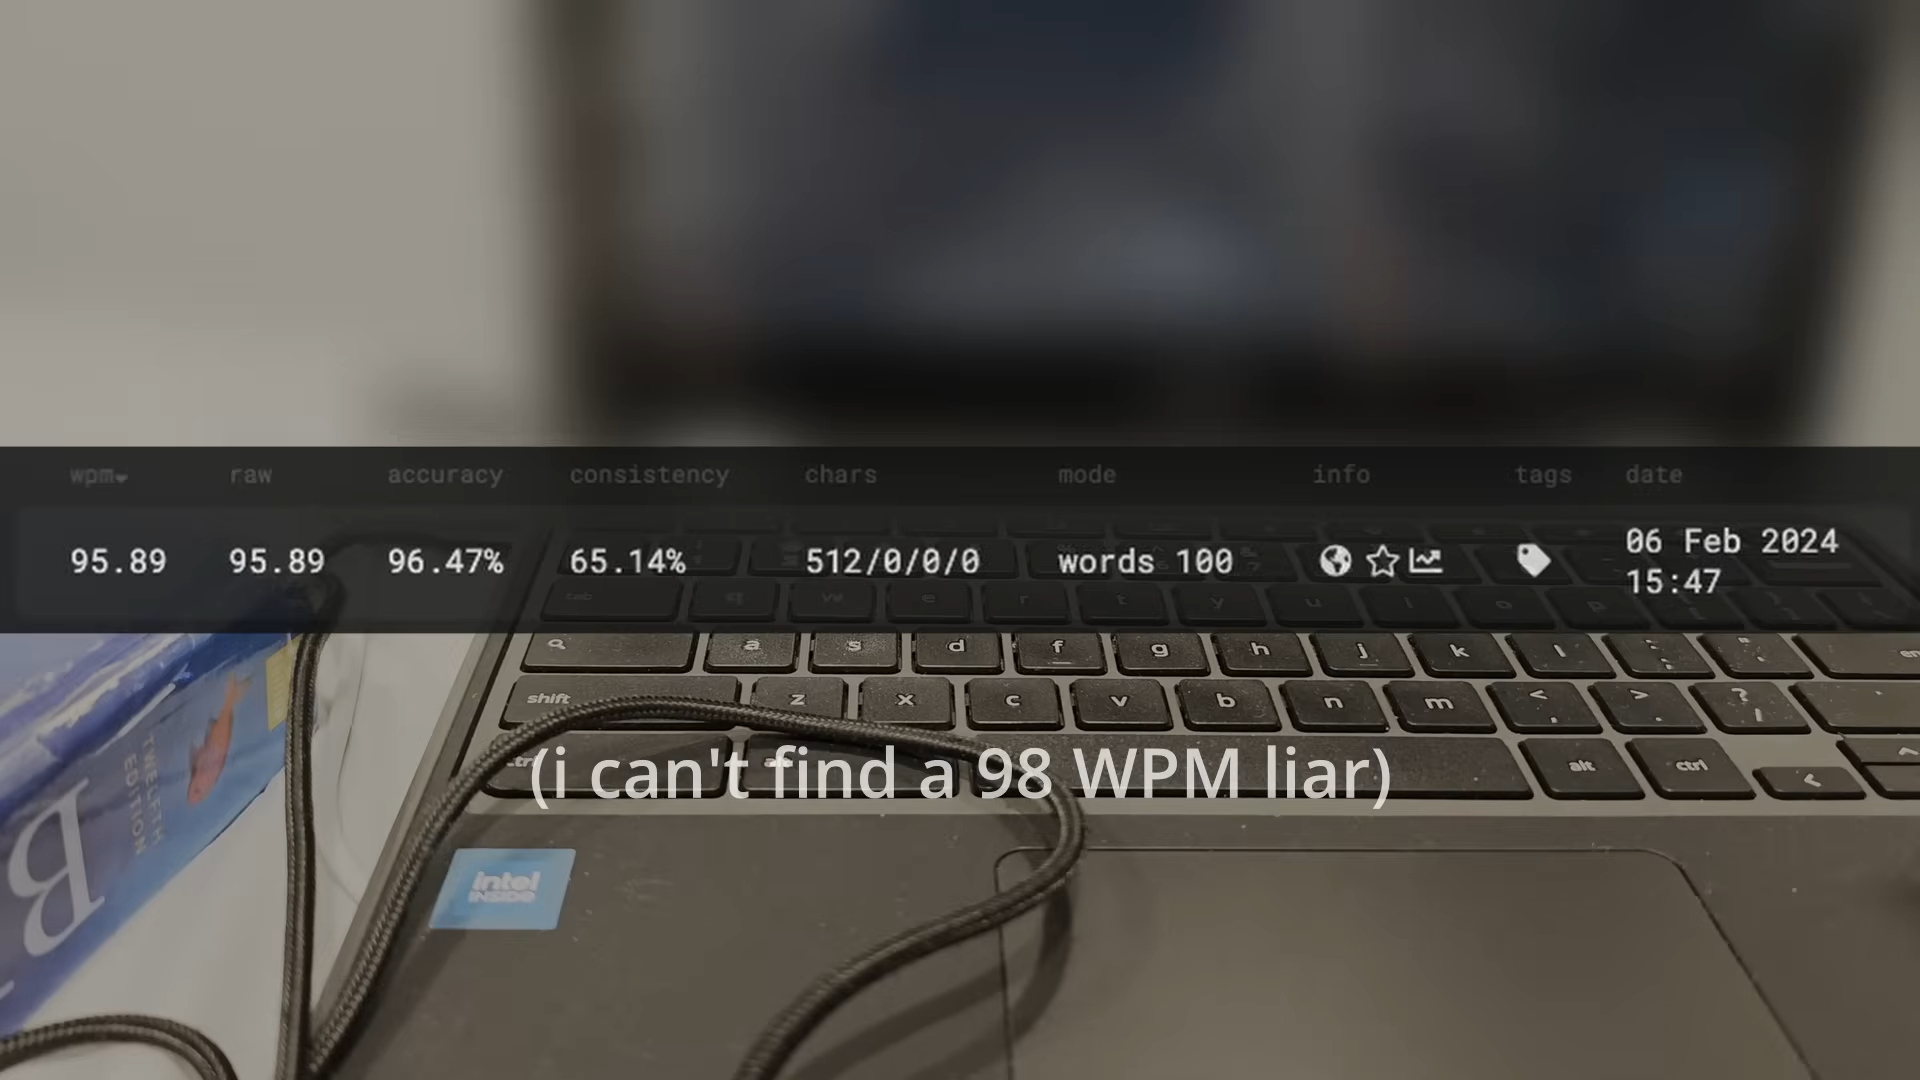 wpm raw accuracy consistency chars mode info tags date
95.89 95.89 96.47% 65.14% 512/0/0/0 words 100 06 Feb 2024
15:47
tab e r t y u i o p
a s d f g h j k l
shift z x c v b n m < , > . ? /
(i can't find a 98 WPM liar)
alt ctrl
intel
INSIDE
TWELFTH
EDITION
B